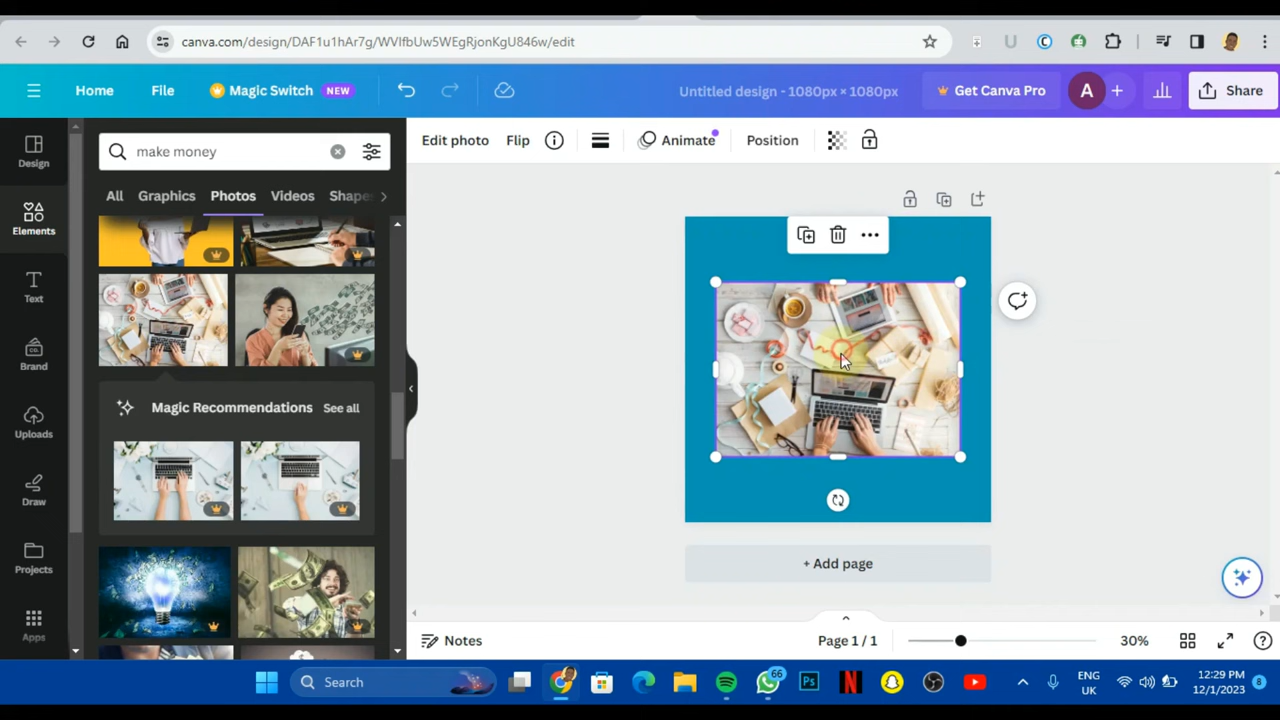 canva.com/design/DAF1u1hAr7g/WVIfbUw5WEgRjonKgU846w/edit
Home
File
Magic Switch
NEW
Untitled design - 1080px × 1080px
Get Canva Pro
A
Share
Design
Elements
Text
Brand
Uploads
Draw
Projects
Apps
make money
All
Graphics
Photos
Videos
Shape
Magic Recommendations
See all
Edit photo
Flip
Animate
Position
+ Add page
Notes
Page 1 / 1
30%
Search
66
Ps
ENG
UK
12:29 PM
12/1/2023
8